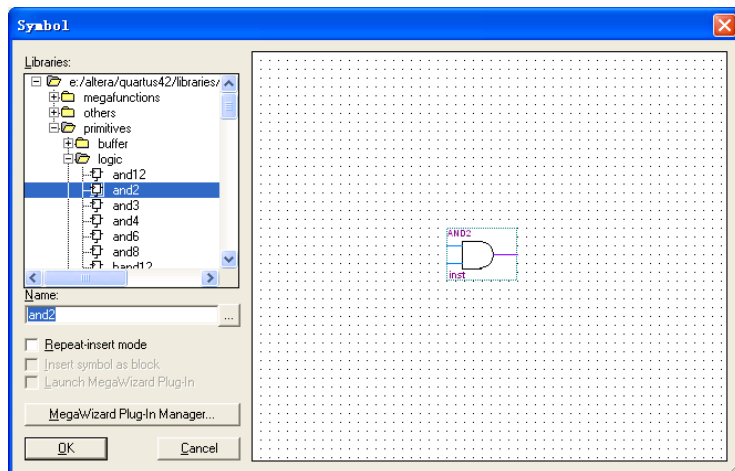 Symbol
Libraries:
e:/altera/quartus42/libraries/
megafunctions
others
primitives
buffer
logic
and12
and2
and3
and4
and6
and8
band12
Name:
and2
...
Repeat-insert mode
Insert symbol as block
Launch MegaWizard Plug-In
MegaWizard Plug-In Manager...
OK
Cancel
AND2
inst